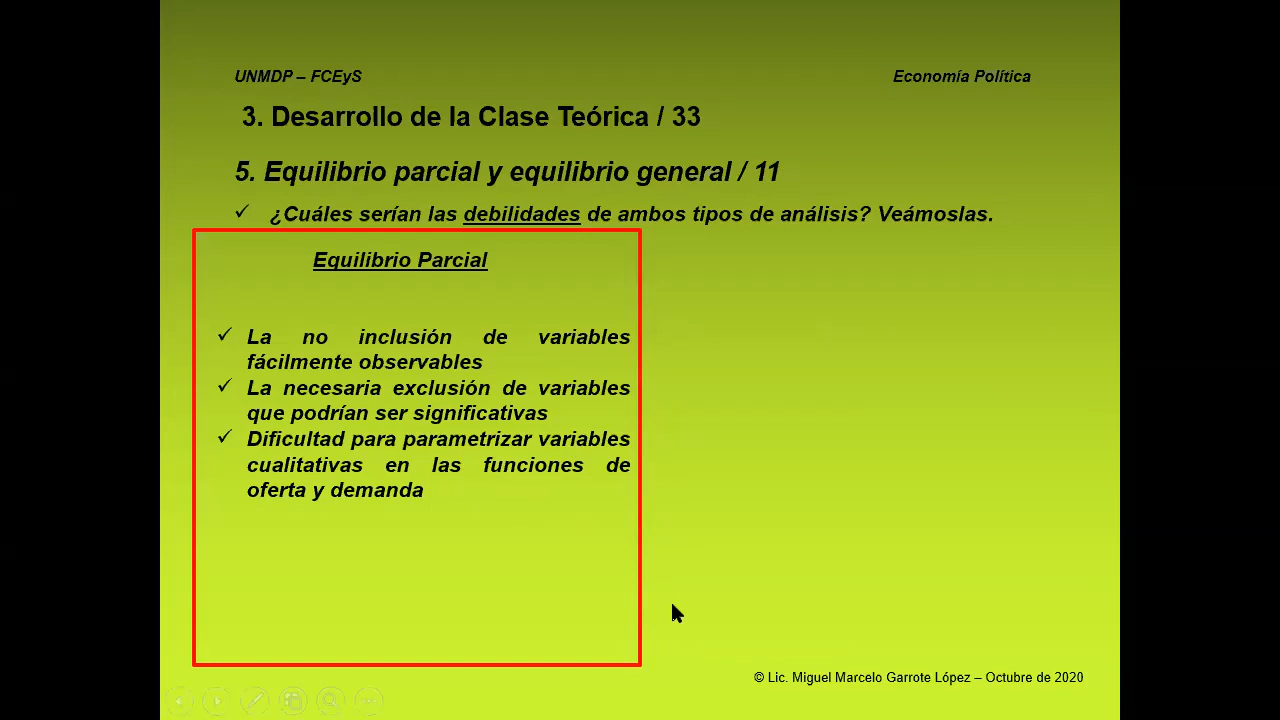 UNMDP – FCEyS
Economía Política
3. Desarrollo de la Clase Teórica / 33
5. Equilibrio parcial y equilibrio general / 11
✓ ¿Cuáles serían las debilidades de ambos tipos de análisis? Veámoslas.
Equilibrio Parcial
✓ La no inclusión de variables
fácilmente observables
✓ La necesaria exclusión de variables
que podrían ser significativas
✓ Dificultad para parametrizar variables
cualitativas en las funciones de
oferta y demanda
© Lic. Miguel Marcelo Garrote López – Octubre de 2020